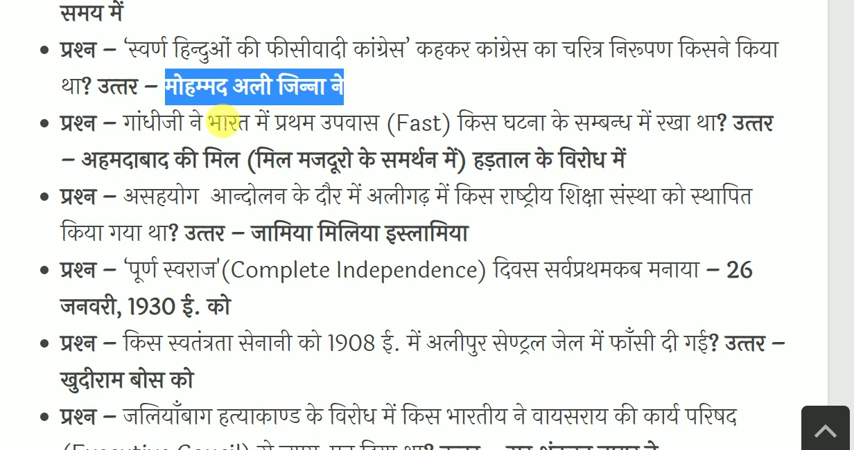 समय में
प्रश्न – ‘स्वर्ण हिन्दुओं की फीसीवादी कांग्रेस’ कहकर कांग्रेस का चरित्र निरूपण किसने किया
था? उत्तर – मोहम्मद अली जिन्ना ने
प्रश्न – गांधीजी ने भारत में प्रथम उपवास (Fast) किस घटना के सम्बन्ध में रखा था? उत्तर
– अहमदाबाद की मिल (मिल मजदूरो के समर्थन में) हड़ताल के विरोध में
प्रश्न – असहयोग आन्दोलन के दौर में अलीगढ़ में किस राष्ट्रीय शिक्षा संस्था को स्थापित
किया गया था? उत्तर – जामिया मिलिया इस्लामिया
प्रश्न – ‘पूर्ण स्वराज'(Complete Independence) दिवस सर्वप्रथमकब मनाया – 26
जनवरी, 1930 ई. को
प्रश्न – किस स्वतंत्रता सेनानी को 1908 ई. में अलीपुर सेण्ट्रल जेल में फाँसी दी गई? उत्तर –
खुदीराम बोस को
प्रश्न – जलियाँबाग हत्याकाण्ड के विरोध में किस भारतीय ने वायसराय की कार्य परिषद